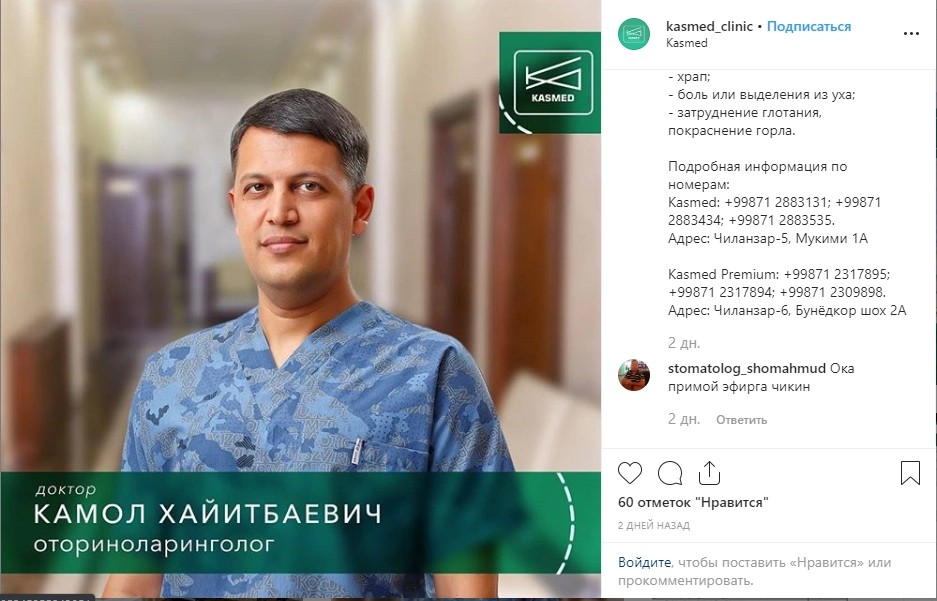 KASMED
доктор
КАМОЛ ХАЙИТБАЕВИЧ
оториноларинголог
kasmed_clinic • Подписаться
Kasmed
- храп;
- боль или выделения из уха;
- затруднение глотания,
покраснение горла.
Подробная информация по
номерам:
Kasmed: +99871 2883131; +99871
2883434; +99871 2883535.
Адрес: Чиланзар-5, Мукими 1А
Kasmed Premium: +99871 2317895;
+99871 2317894; +99871 2309898.
Адрес: Чиланзар-6, Бунёдкор шох 2А
2 дн.
stomatolog_shomahmud Ока
примой эфирга чикин
2 дн. Ответить
60 отметок "Нравится"
2 ДНЕЙ НАЗАД
Войдите, чтобы поставить «Нравится» или
прокомментировать.